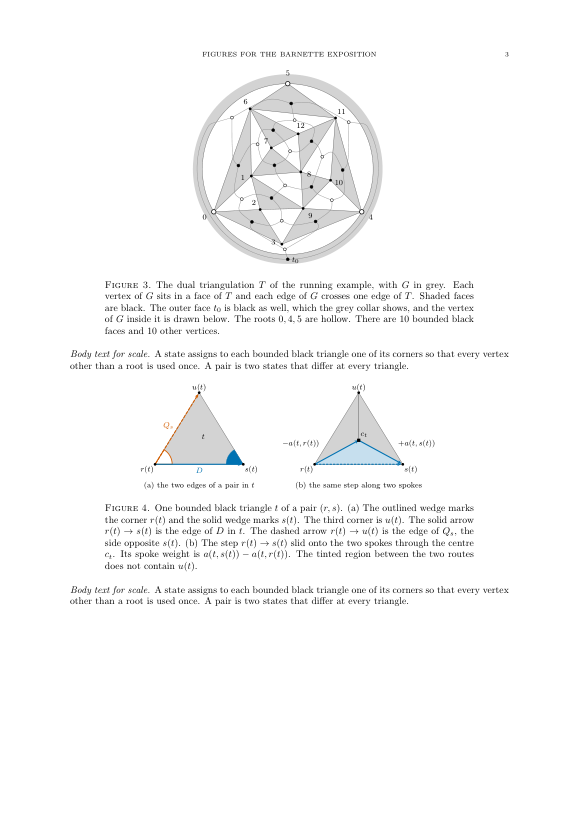 FIGURES FOR THE BARNETTE EXPOSITION 3
5
6
11
12
7
1
8
10
2
9
0
4
3
t₀
Figure 3. The dual triangulation T of the running example, with G in grey. Each
vertex of G sits in a face of T and each edge of G crosses one edge of T. Shaded faces
are black. The outer face t₀ is black as well, which the grey collar shows, and the vertex
of G inside it is drawn below. The roots 0, 4, 5 are hollow. There are 10 bounded black
faces and 10 other vertices.
Body text for scale. A state assigns to each bounded black triangle one of its corners so that every vertex
other than a root is used once. A pair is two states that differ at every triangle.
u(t)
Qₛ
t
r(t)
D
s(t)
(a) the two edges of a pair in t
u(t)
−a(t, r(t))
cₜ
+a(t, s(t))
r(t)
s(t)
(b) the same step along two spokes
Figure 4. One bounded black triangle t of a pair (r, s). (a) The outlined wedge marks
the corner r(t) and the solid wedge marks s(t). The third corner is u(t). The solid arrow
r(t) → s(t) is the edge of D in t. The dashed arrow r(t) → u(t) is the edge of Qₛ, the
side opposite s(t). (b) The step r(t) → s(t) slid onto the two spokes through the centre
cₜ. Its spoke weight is a(t, s(t)) − a(t, r(t)). The tinted region between the two routes
does not contain u(t).
Body text for scale. A state assigns to each bounded black triangle one of its corners so that every vertex
other than a root is used once. A pair is two states that differ at every triangle.